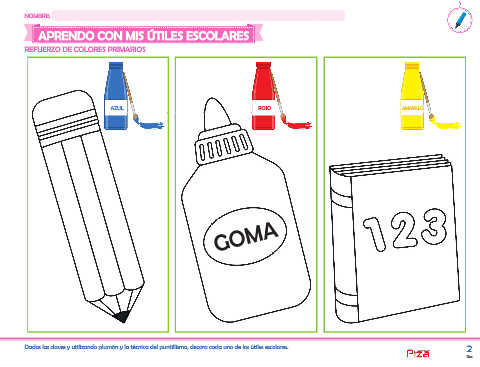 NOMBRE
APRENDO CON MIS ÚTILES ESCOLARES
REFUERZO DE COLORES PRIMARIOS
AZUL
ROJO
AMARILLO
GOMA
123
Dadas las claves y utilizando plumón y la técnica del puntillismo, decora cada uno de los útiles escolares.
2